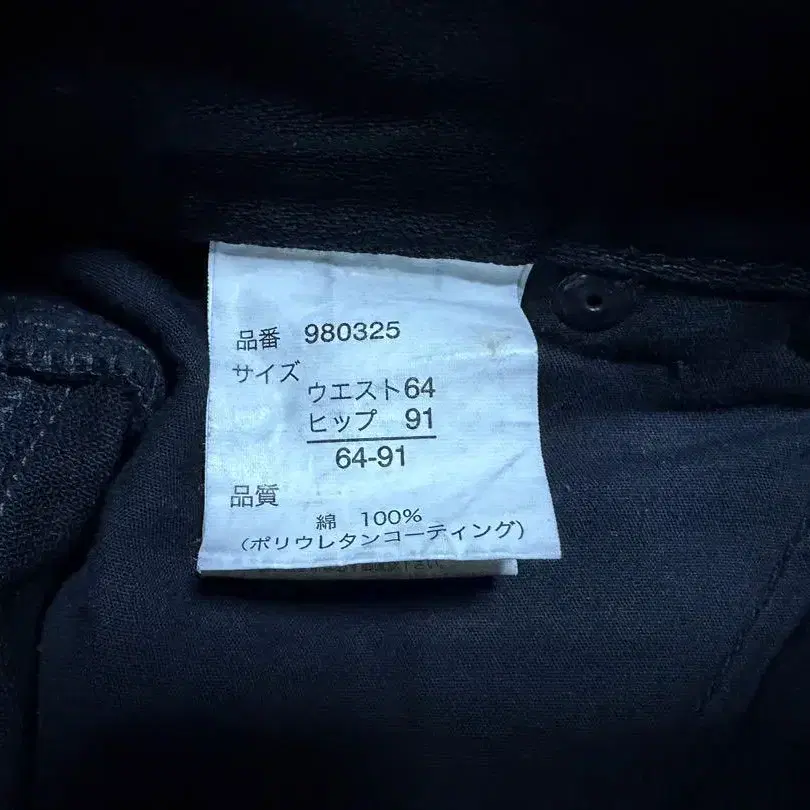 品番 980325
サイズ
ウエスト64
ヒップ 91
64-91
品質
綿 100%
(ポリウレタンコーティング)